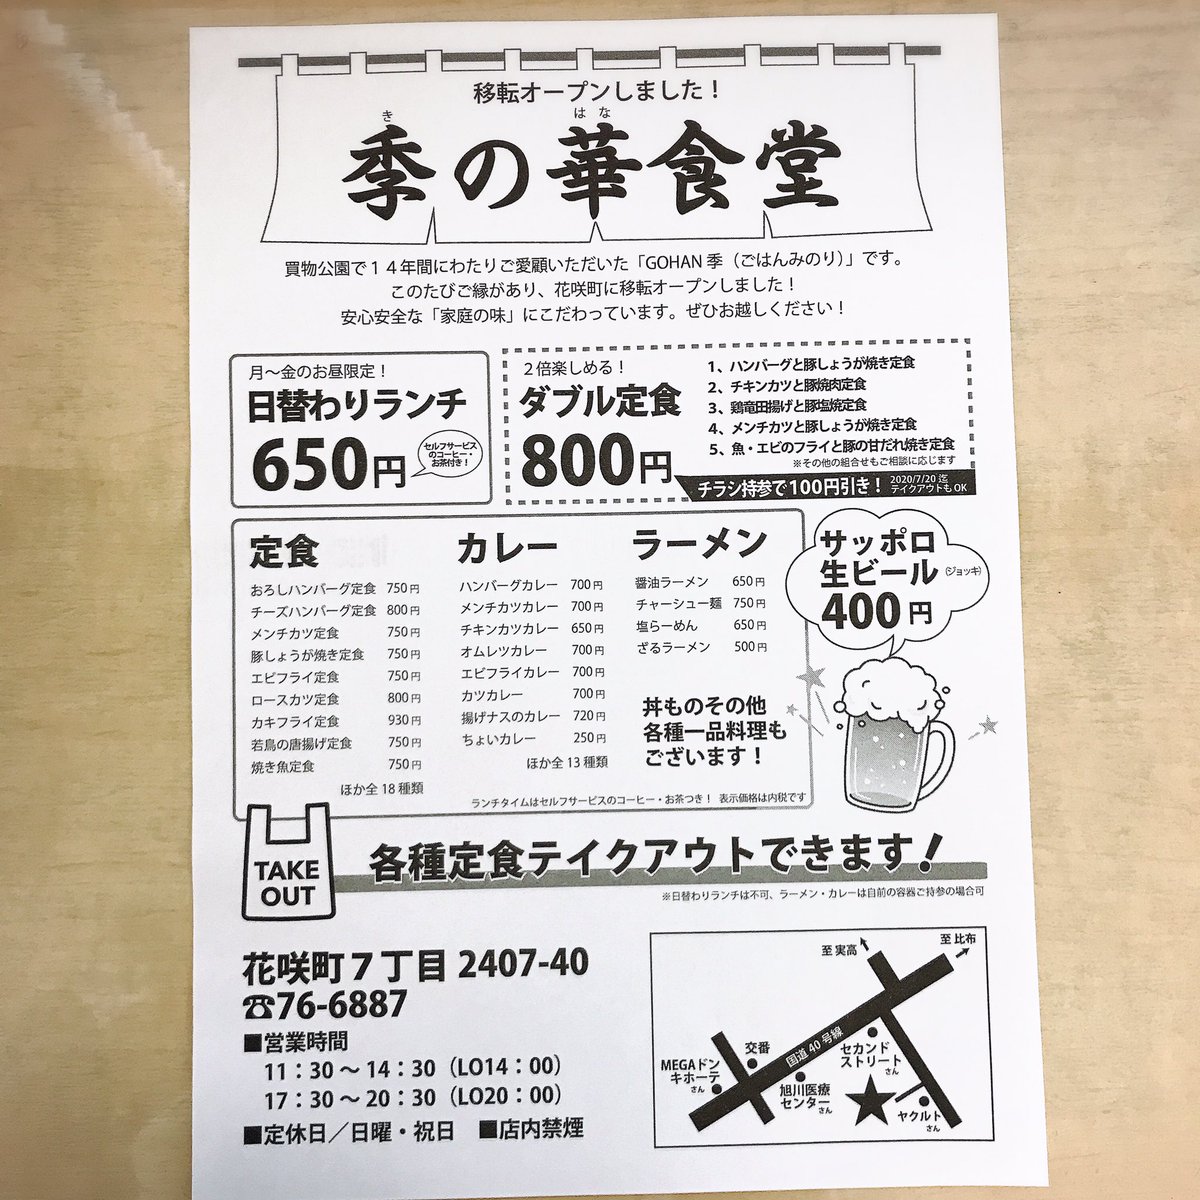 移転オープンしました！
き はな
季の華食堂
買物公園で１４年間にわたりご愛顧いただいた「GOHAN 季（ごはんみのり）」です。
このたびご縁があり、花咲町に移転オープンしました！
安心安全な「家庭の味」にこだわっています。ぜひお越しください！
月〜金のお昼限定！
日替わりランチ
650円
セルフサービス
のコーヒー・
お茶付き！
２倍楽しめる！
ダブル定食
800円
1、ハンバーグと豚しょうが焼き定食
2、チキンカツと豚焼肉定食
3、鶏竜田揚げと豚塩焼定食
4、メンチカツと豚しょうが焼き定食
5、魚・エビのフライと豚の甘だれ焼き定食
※その他の組合せもご相談に応じます
チラシ持参で100円引き！ 2020/7/20 迄
テイクアウトも OK
定食
おろしハンバーグ定食 750円
チーズハンバーグ定食 800円
メンチカツ定食 750円
豚しょうが焼き定食 750円
エビフライ定食 750円
ロースカツ定食 800円
カキフライ定食 930円
若鳥の唐揚げ定食 750円
焼き魚定食 750円
ほか全 18 種類
カレー
ハンバーグカレー 700円
メンチカツカレー 700円
チキンカツカレー 650円
オムレツカレー 700円
エビフライカレー 700円
カツカレー 700円
揚げナスのカレー 720円
ちょいカレー 250円
ほか全 13 種類
ラーメン
醤油ラーメン 650円
チャーシュー麺 750円
塩らーめん 650円
ざるラーメン 500円
丼ものその他
各種一品料理も
ございます！
ランチタイムはセルフサービスのコーヒー・お茶つき！ 表示価格は内税です
サッポロ
生ビール（ジョッキ）
400円
TAKE
OUT
各種定食テイクアウトできます！
※日替わりランチは不可、ラーメン・カレーは自前の容器ご持参の場合可
花咲町７丁目 2407-40
☎76-6887
■営業時間
11：30 〜 14：30（LO14：00）
17：30 〜 20：30（LO20：00）
■定休日／日曜・祝日 ■店内禁煙
至 実高
至 比布
国道 40 号線
交番
MEGAドン
キホーテ
さん
旭川医療
センター
さん
セカンド
ストリート
さん
ヤクルト
さん